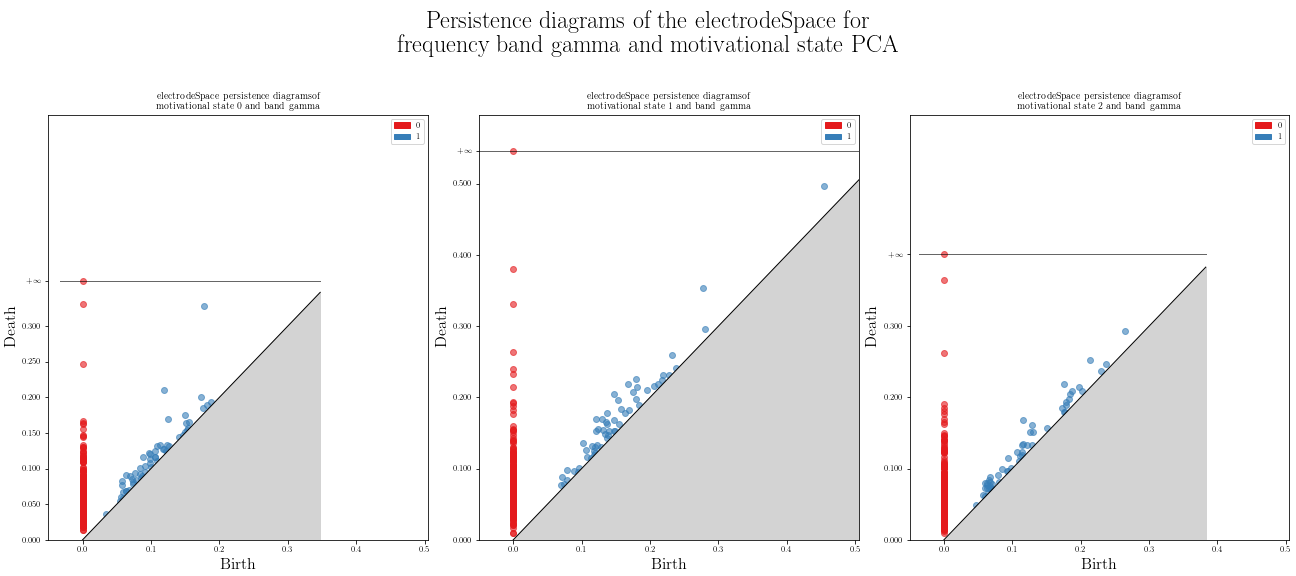 Persistence diagrams of the electrodeSpace for
frequency band gamma and motivational state PCA
electrodeSpace persistence diagramsof
motivational state 0 and band gamma
0
1
+∞
0.300
0.250
0.200
0.150
0.100
0.050
0.000
Death
0.0 0.1 0.2 0.3 0.4 0.5
Birth
electrodeSpace persistence diagramsof
motivational state 1 and band gamma
0
1
+∞
0.500
0.400
0.300
0.200
0.100
0.000
Death
0.0 0.1 0.2 0.3 0.4 0.5
Birth
electrodeSpace persistence diagramsof
motivational state 2 and band gamma
0
1
+∞
0.300
0.200
0.150
0.100
0.050
0.000
Death
0.0 0.1 0.2 0.3 0.4 0.5
Birth